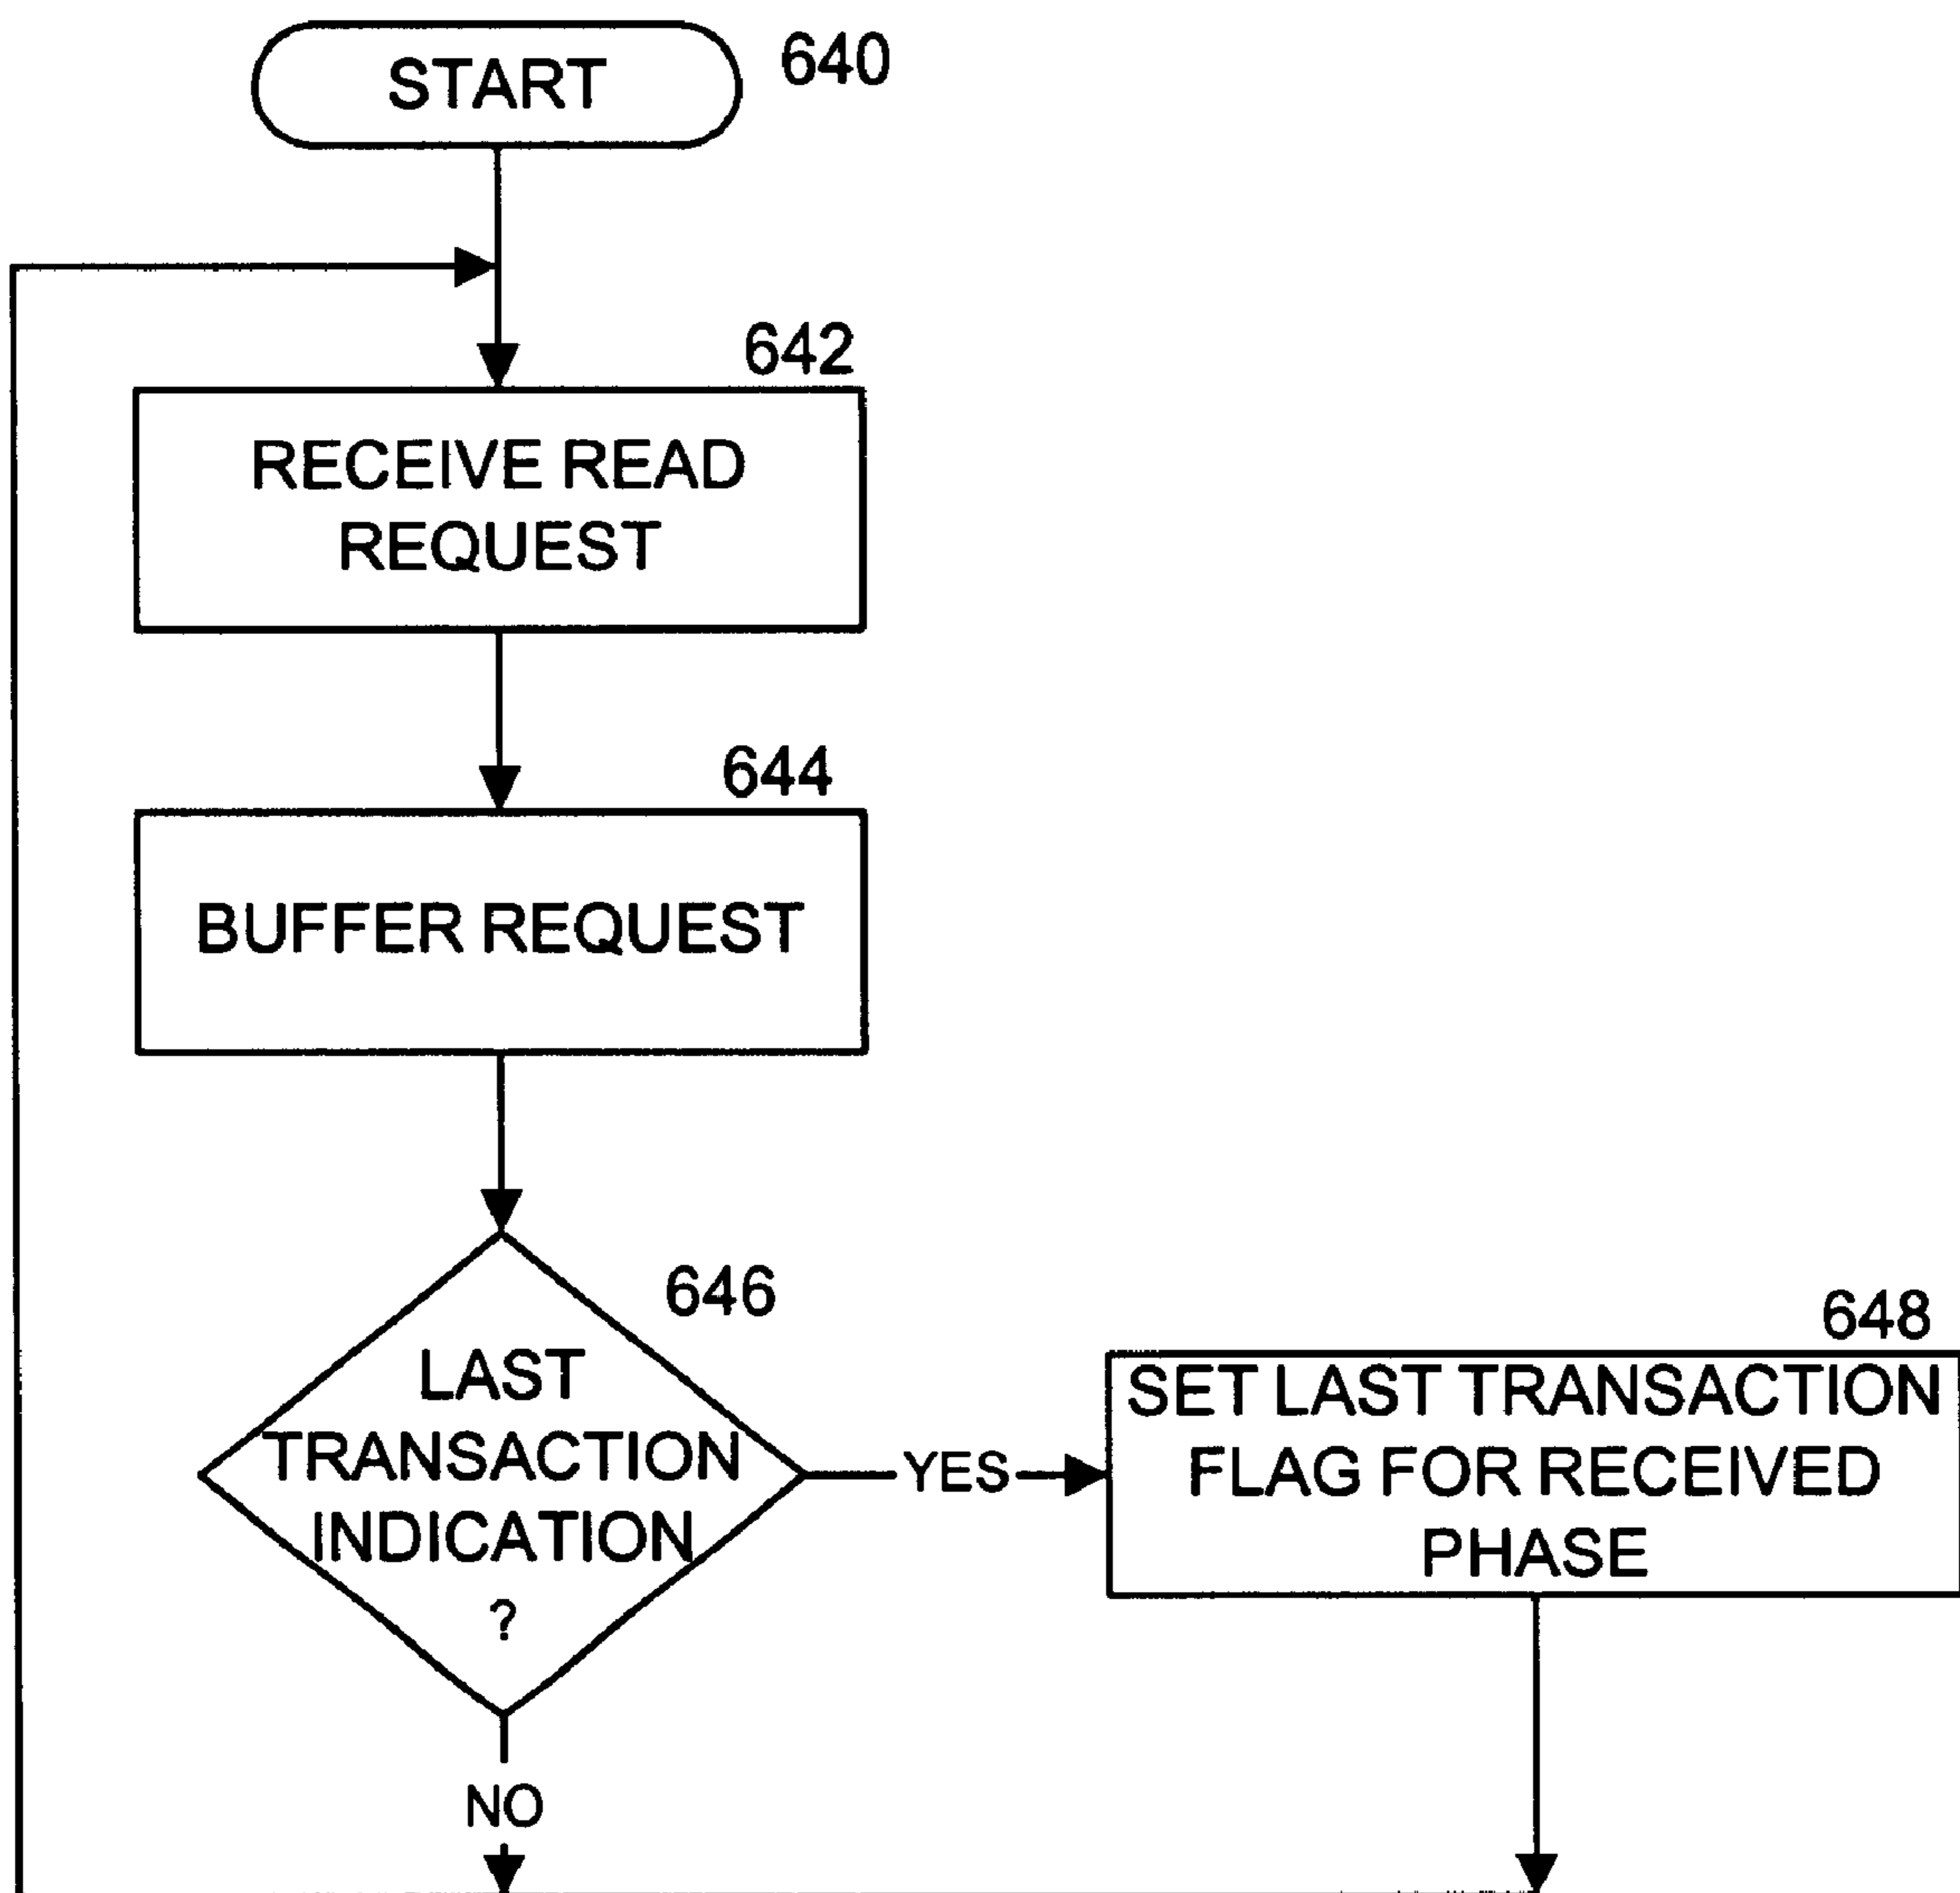 START
640
642
RECEIVE READ
REQUEST
644
BUFFER REQUEST
646
LAST
TRANSACTION
INDICATION
?
YES
648
SET LAST TRANSACTION
FLAG FOR RECEIVED
PHASE
NO